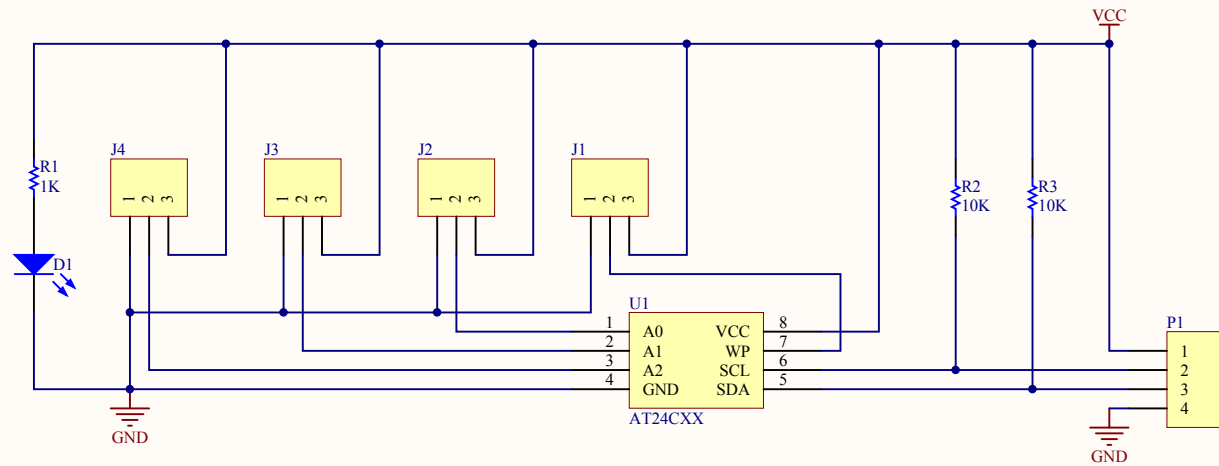 VCC
J4
J3
J2
J1
R1
1K
1 2 3
1 2 3
1 2 3
1 2 3
R2
10K
R3
10K
D1
U1
1 A0 VCC 8
2 A1 WP 7
3 A2 SCL 6
4 GND SDA 5
AT24CXX
P1
1
2
3
4
GND
GND